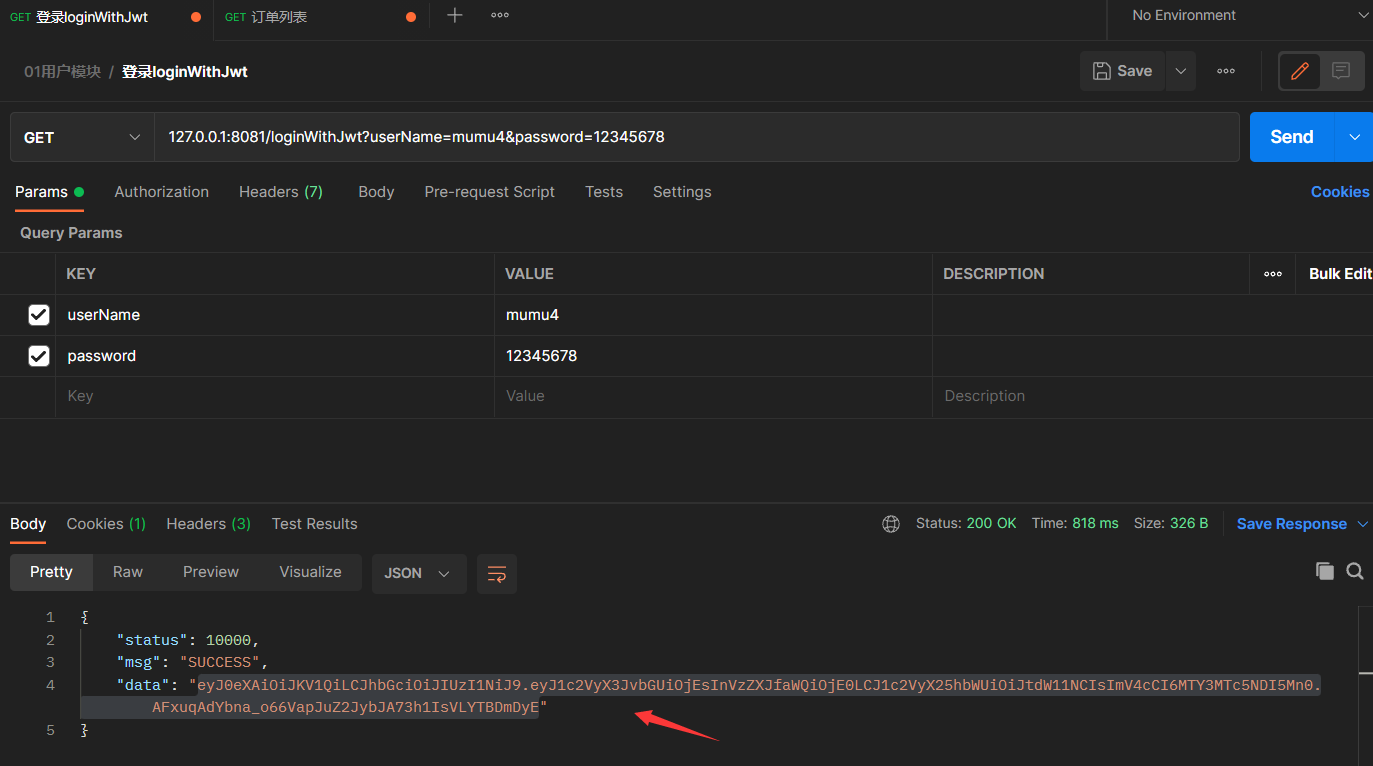 GET 登录loginWithJwt GET 订单列表 No Environment
01用户模块 / 登录loginWithJwt Save
GET 127.0.0.1:8081/loginWithJwt?userName=mumu4&password=12345678 Send
Params Authorization Headers (7) Body Pre-request Script Tests Settings Cookies
Query Params
KEY VALUE DESCRIPTION Bulk Edit
userName mumu4
password 12345678
Key Value Description
Body Cookies (1) Headers (3) Test Results Status: 200 OK Time: 818 ms Size: 326 B Save Response
Pretty Raw Preview Visualize JSON
1 {
2 "status": 10000,
3 "msg": "SUCCESS",
4 "data": "eyJ0eXAiOiJKV1QiLCJhbGciOiJIUzI1NiJ9.eyJ1c2VyX3JvbGUiOjEsInVzZXJfaWQiOjE0LCJ1c2VyX25hbWUiOiJtdW11NCIsImV4cCI6MTY3MTc5NDI5Mn0.
AFxuqAdYbna_o66VapJuZ2JybJA73h1IsVLYTBDmDyE"
5 }